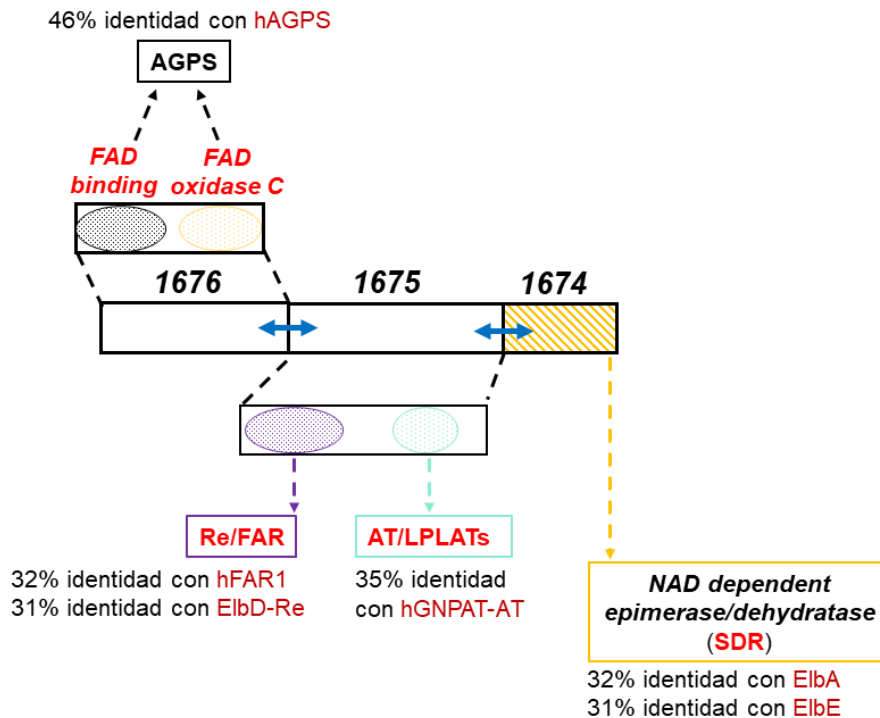 46% identidad con hAGPS
AGPS
FAD binding
FAD oxidase C
1676
1675
1674
Re/FAR
32% identidad con hFAR1
31% identidad con ElbD-Re
AT/LPLATs
35% identidad
con hGNPAT-AT
NAD dependent
epimerase/dehydratase
(SDR)
32% identidad con ElbA
31% identidad con ElbE